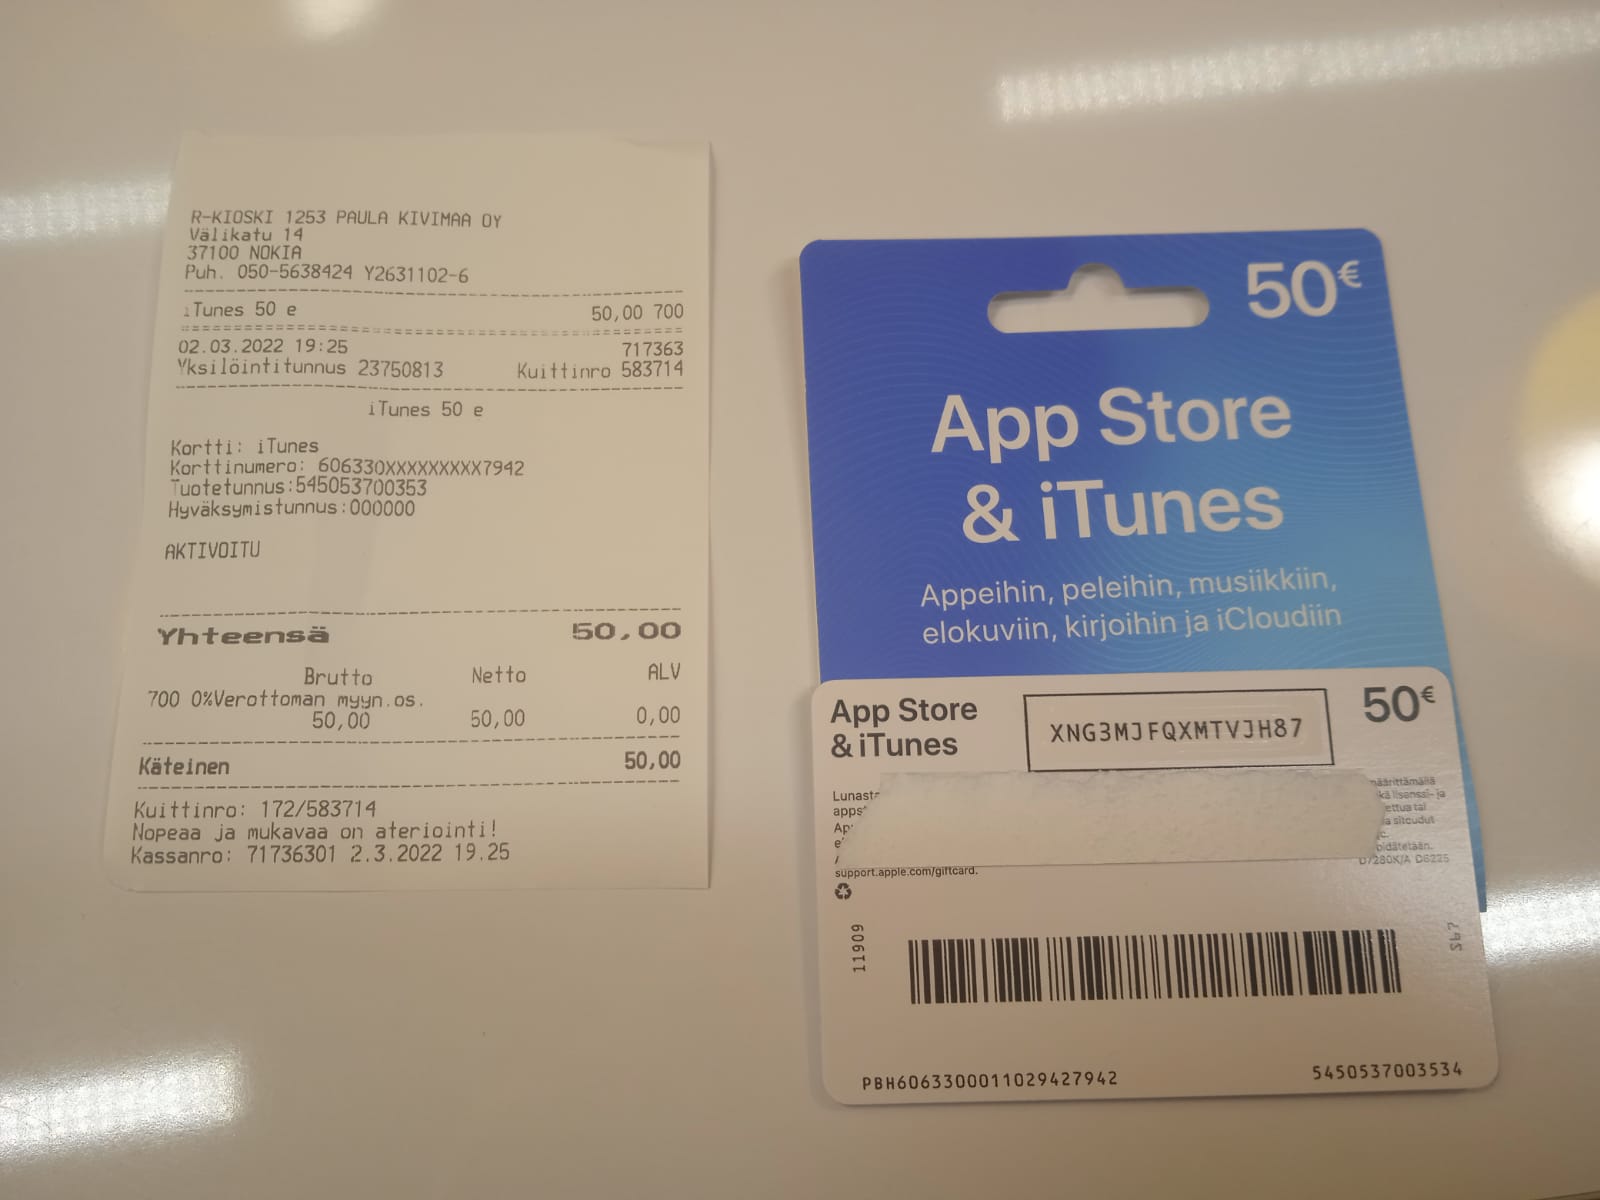 R-KIOSKI 1253 PAULA KIVIMAA OY
Välikatu 14
37100 NOKIA
Puh. 050-5638424 Y2631102-6
iTunes 50 e 50,00 700
02.03.2022 19:25 717363
Yksilöintitunnus 23750813 Kuittinro 583714
iTunes 50 e
Kortti: iTunes
Korttinumero: 606330XXXXXXXXX7942
Tuotetunnus:545053700353
Hyväksymistunnus:000000
AKTIVOITU
Yhteensä 50,00
Brutto Netto ALV
700 0%Verottoman myyn.os.
50,00 50,00 0,00
Käteinen 50,00
Kuittinro: 172/583714
Nopeaa ja mukavaa on ateriointi!
Kassanro: 71736301 2.3.2022 19.25
50€
App Store
& iTunes
Appeihin, peleihin, musiikkiin,
elokuviin, kirjoihin ja iCloudiin
App Store
& iTunes
XNG3MJFQXMTVJH87
50€
support.apple.com/giftcard.
11909
PBH6063300011029427942
5450537003534